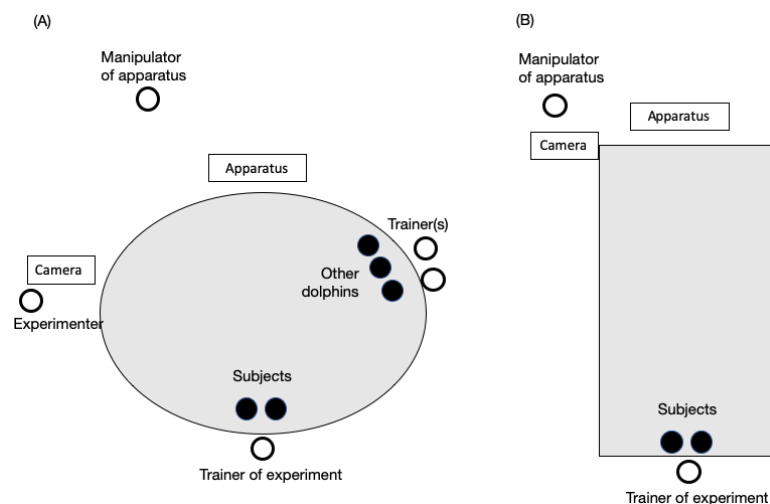 (A)
Manipulator
of apparatus
Apparatus
Trainer(s)
Camera
Other
dolphins
Experimenter
Subjects
Trainer of experiment
(B)
Manipulator
of apparatus
Apparatus
Camera
Subjects
Trainer of experiment